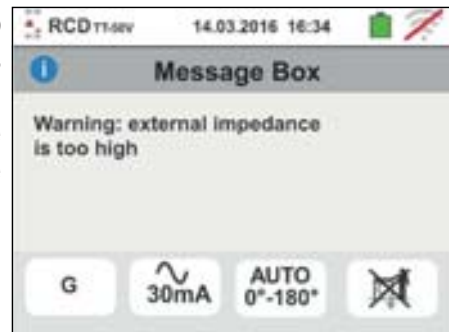 RCD TT-50V 14.03.2016 16:34
Message Box
Warning: external impedance
is too high
G 30mA AUTO
0°-180°